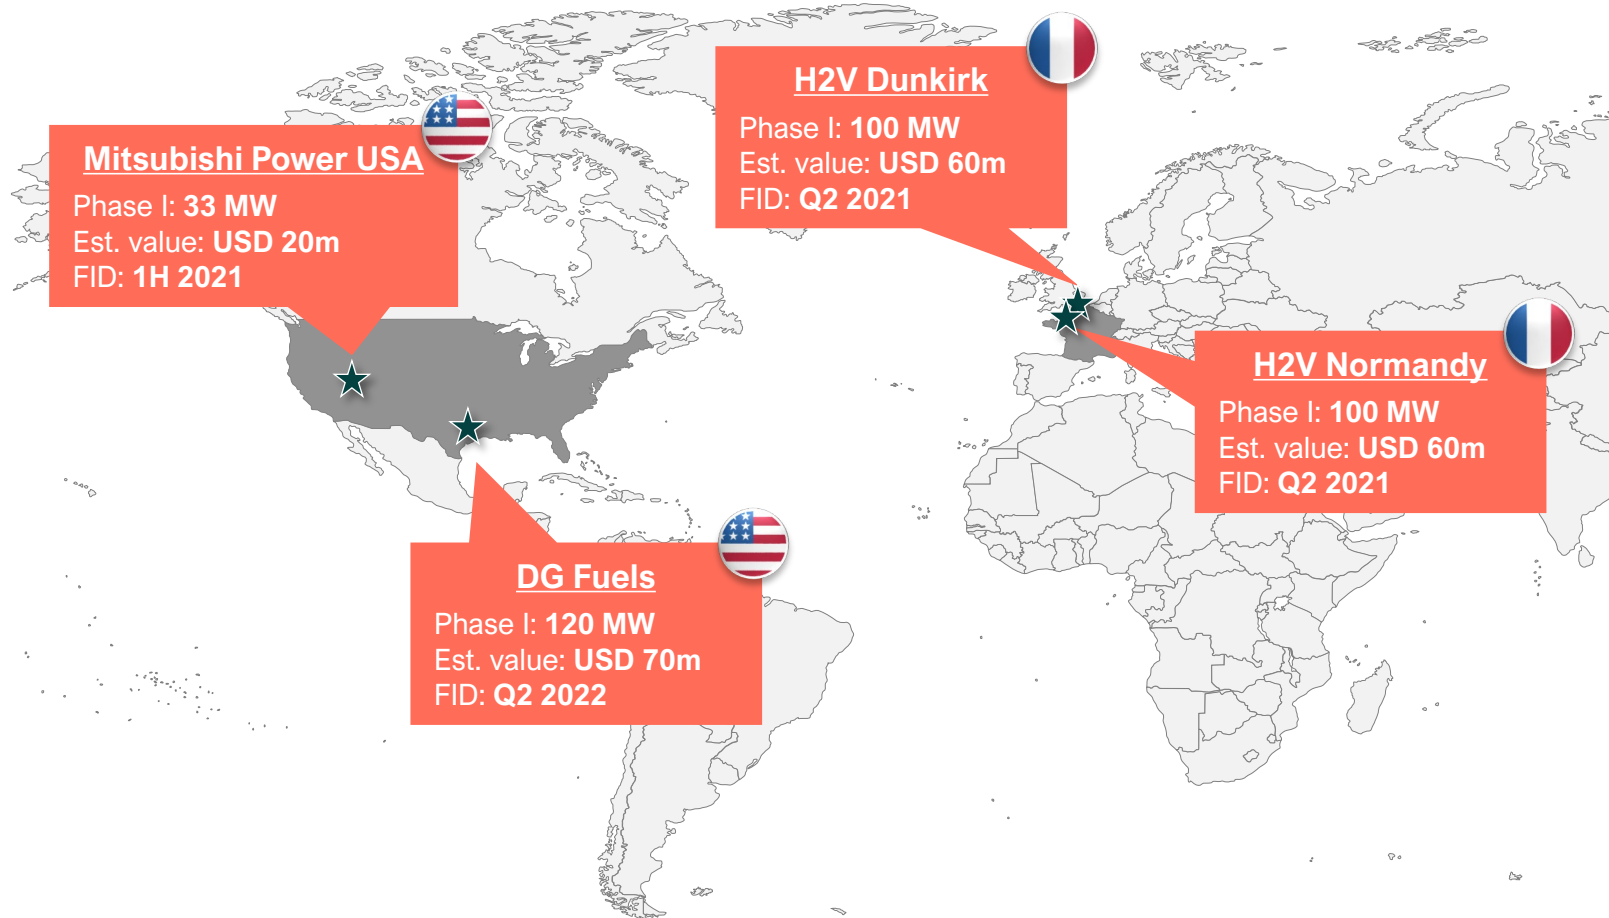 H2V Dunkirk
Phase I: 100 MW
Est. value: USD 60m
FID: Q2 2021
Mitsubishi Power USA
Phase I: 33 MW
Est. value: USD 20m
FID: 1H 2021
H2V Normandy
Phase I: 100 MW
Est. value: USD 60m
FID: Q2 2021
DG Fuels
Phase I: 120 MW
Est. value: USD 70m
FID: Q2 2022